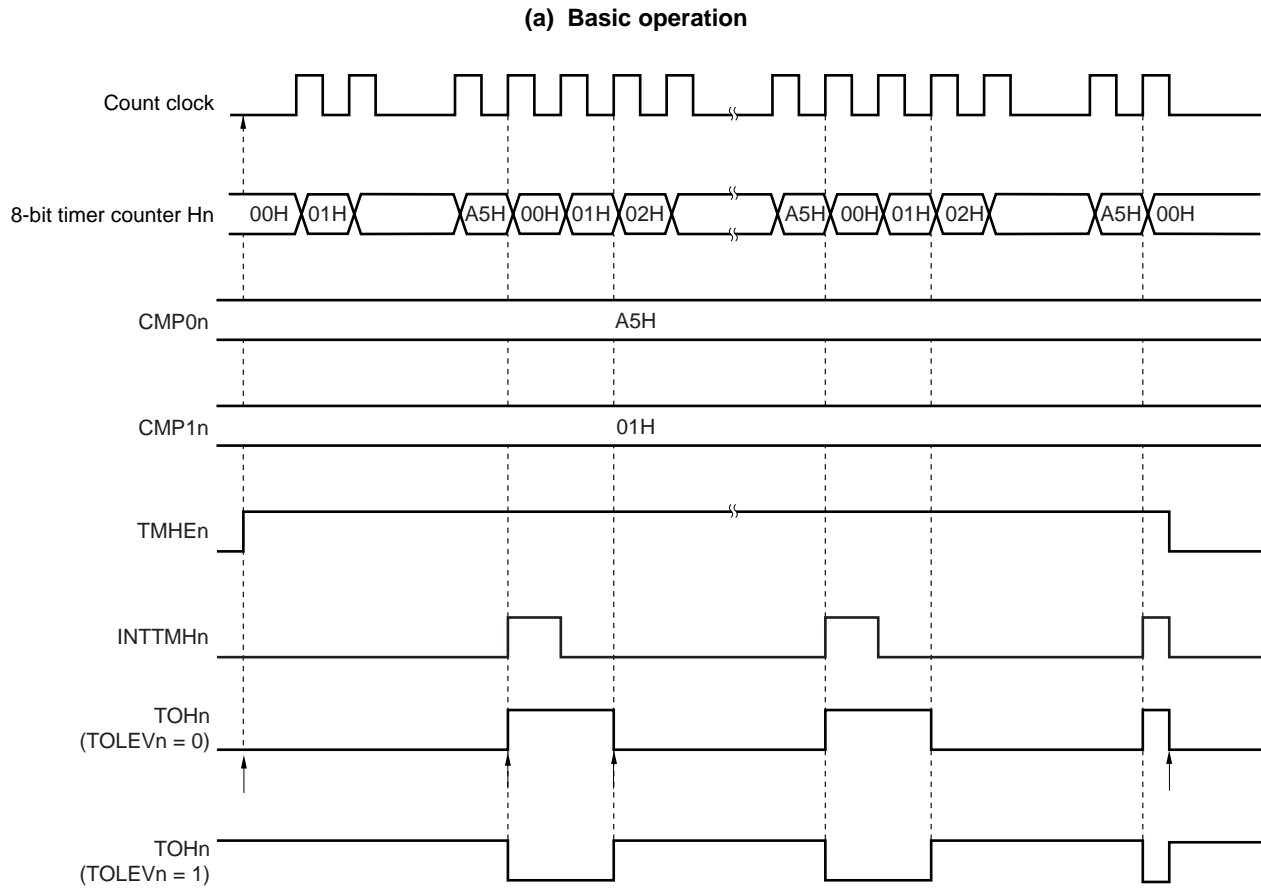 (a) Basic operation
Count clock
8-bit timer counter Hn 00H 01H A5H 00H 01H 02H A5H 00H 01H 02H A5H 00H
CMP0n A5H
CMP1n 01H
TMHEn
INTTMHn
TOHn
(TOLEVn = 0)
TOHn
(TOLEVn = 1)